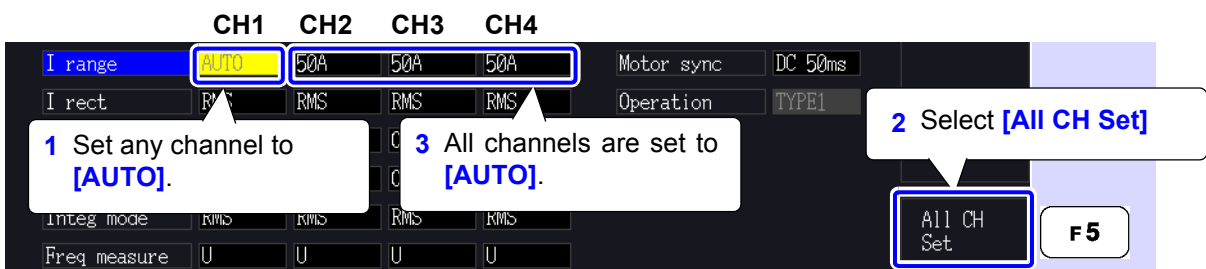 CH1 CH2 CH3 CH4
I range AUTO 50A 50A 50A Motor sync DC 50ms
I rect RMS RMS RMS RMS Operation TYPE1
1 Set any channel to
[AUTO].
3 All channels are set to
[AUTO].
2 Select [All CH Set]
Integ mode RMS RMS RMS RMS
Freq measure U U U U
All CH
Set
F5